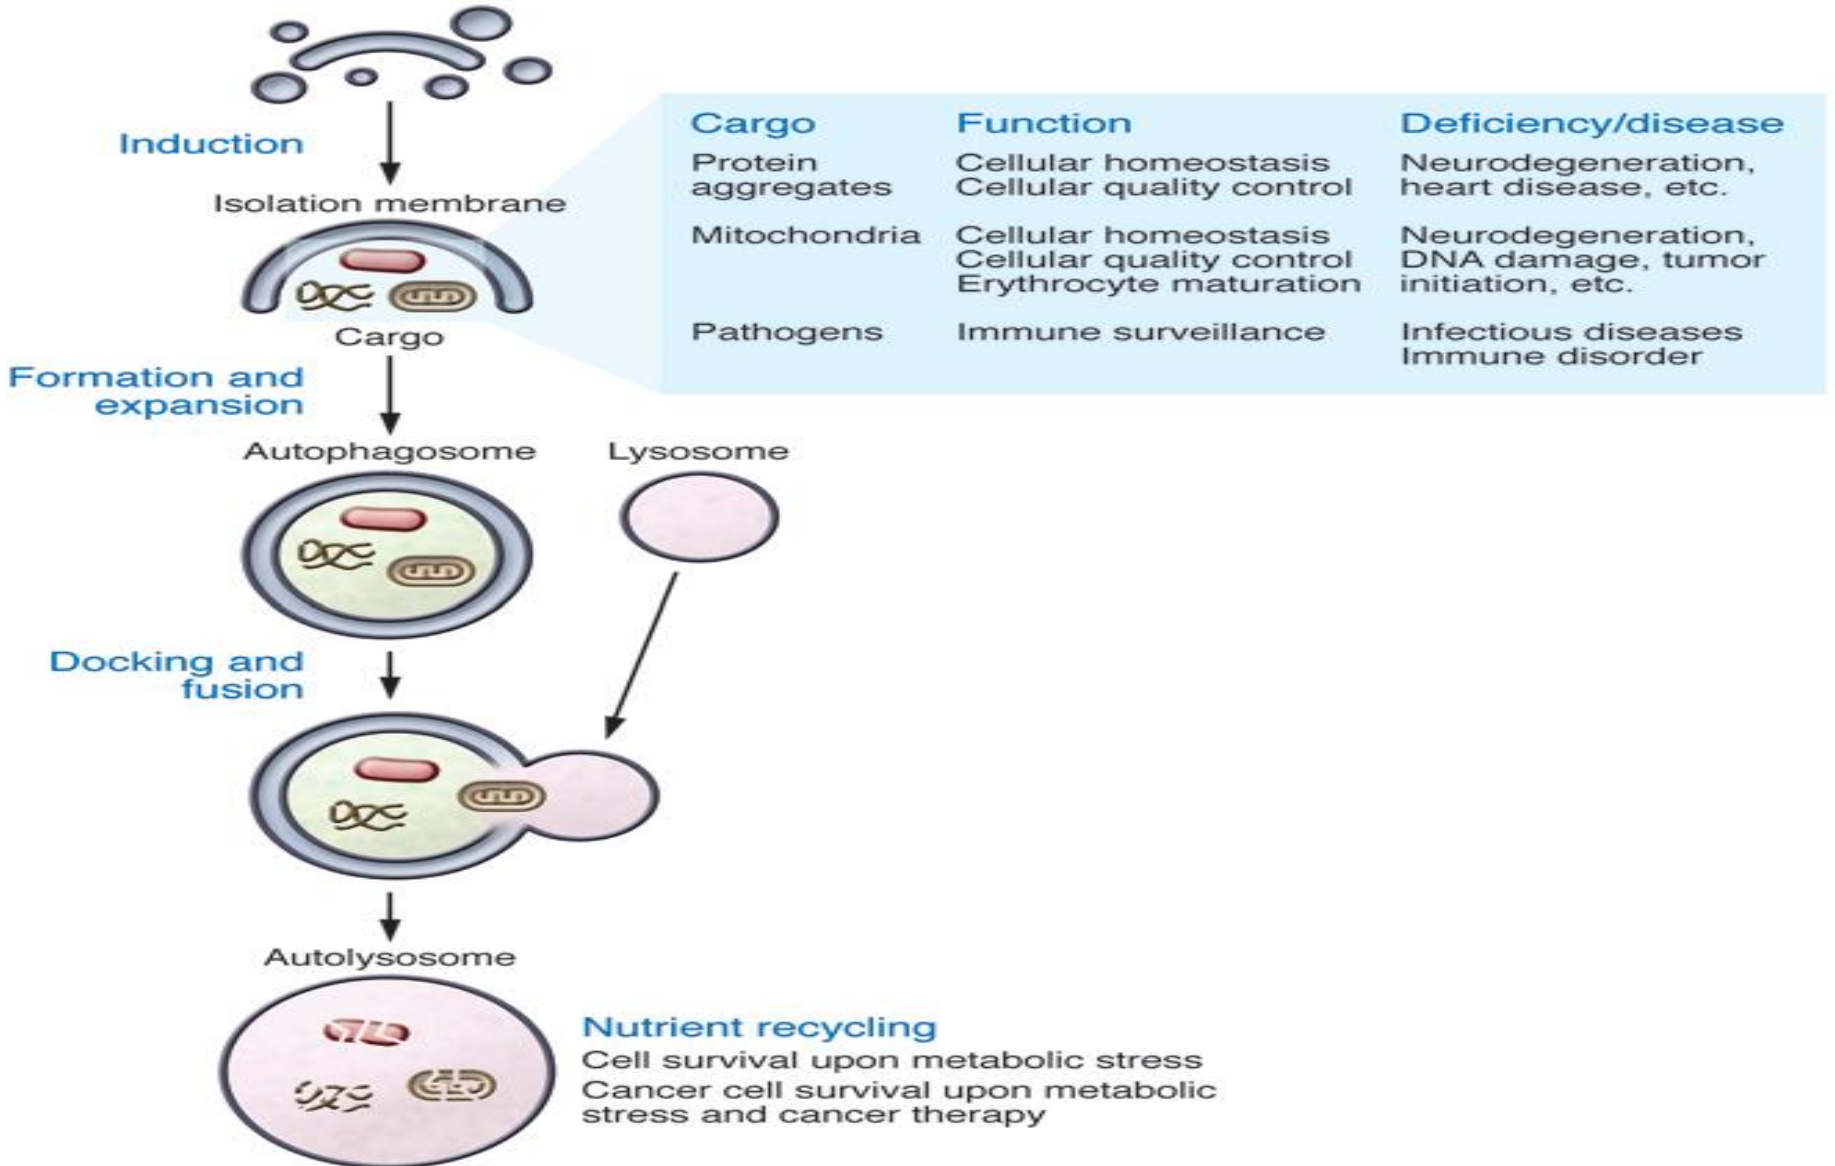 Induction
Isolation membrane
Cargo
Cargo Function Deficiency/disease
Protein Cellular homeostasis Neurodegeneration,
aggregates Cellular quality control heart disease, etc.
Mitochondria Cellular homeostasis Neurodegeneration,
Cellular quality control DNA damage, tumor
Erythrocyte maturation initiation, etc.
Pathogens Immune surveillance Infectious diseases
Immune disorder
Formation and
expansion
Autophagosome Lysosome
Docking and
fusion
Autolysosome
Nutrient recycling
Cell survival upon metabolic stress
Cancer cell survival upon metabolic
stress and cancer therapy